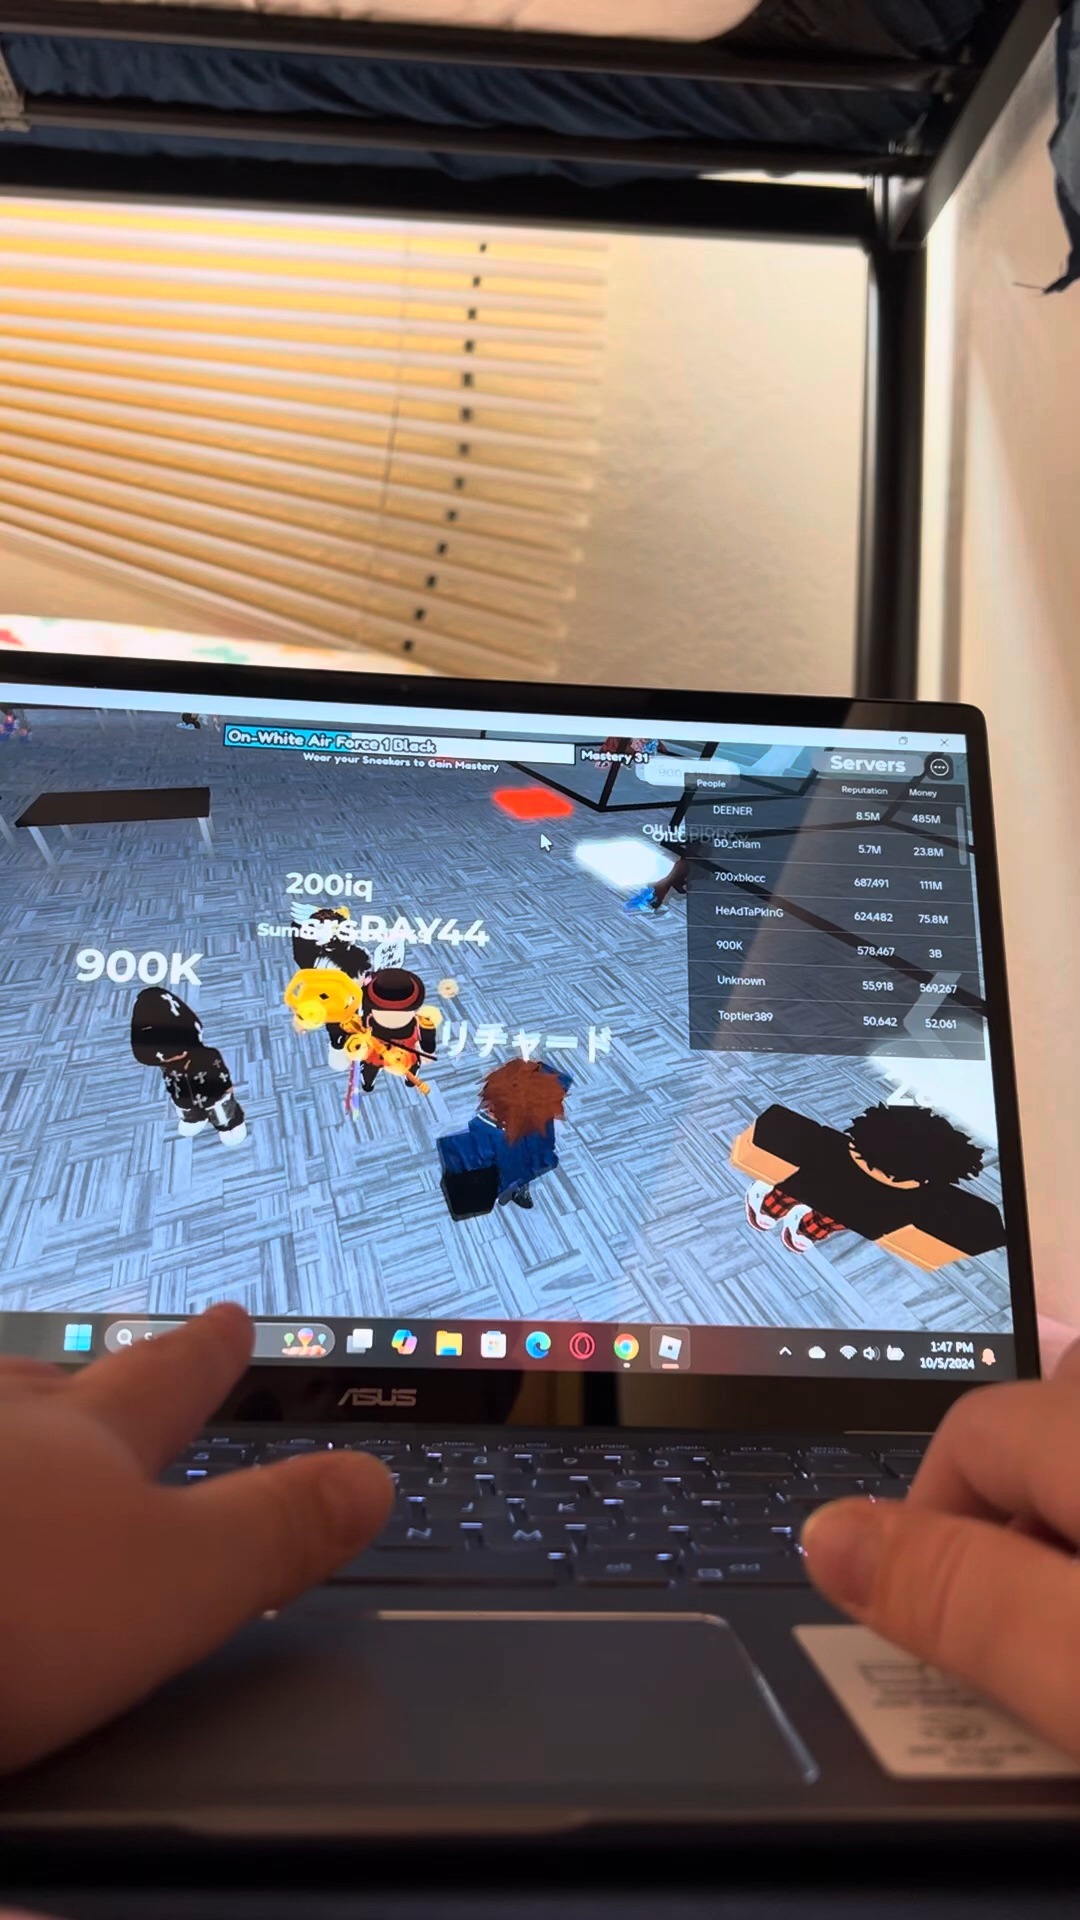 On-White Air Force 1 Black
Mastery 31
Wear your Sneakers to Gain Mastery
Servers
People Reputation Money
DEENER 8.5M 485M
DD_cham 5.7M 23.8M
700xblocc 687,491 111M
HeAdTaPkInG 624,482 75.8M
900K 578,467 3B
Unknown 55,918 569,267
Toptier389 50,642 52,061
200iq
900K
リチャード
1:47 PM
10/5/2024
ASUS